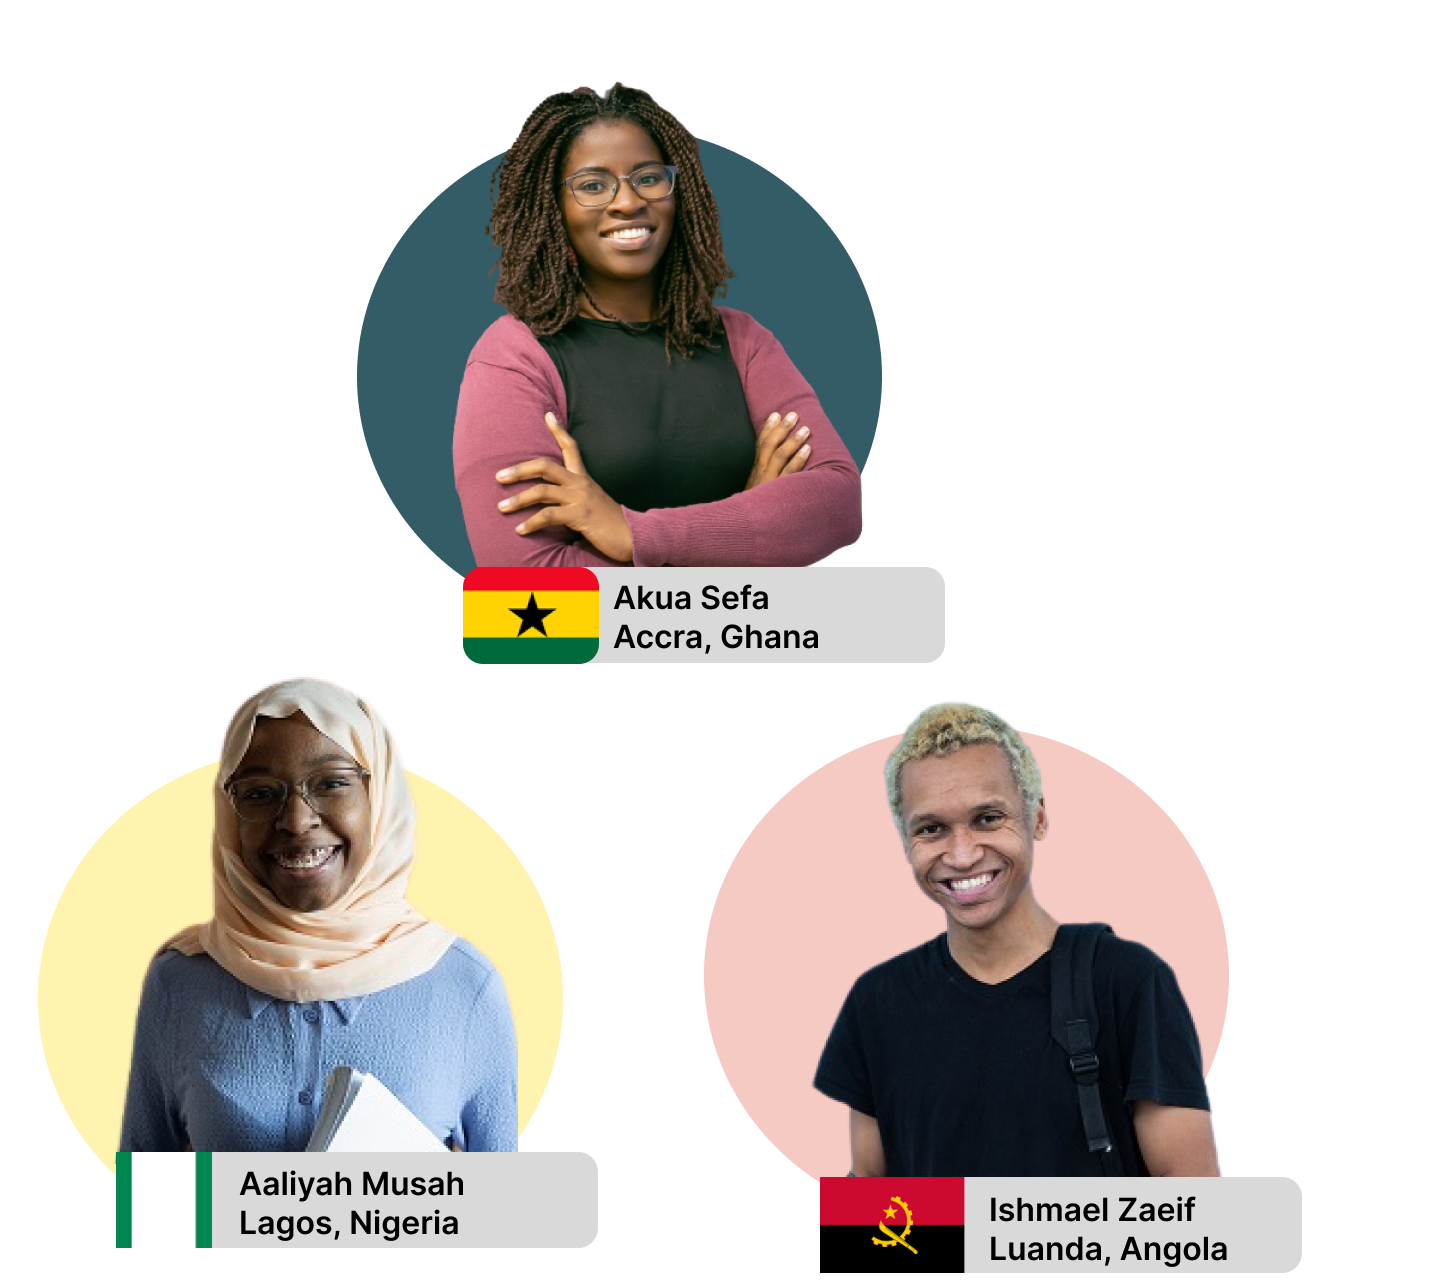 Akua Sefa
Accra, Ghana
Aaliyah Musah
Lagos, Nigeria
Ishmael Zaeif
Luanda, Angola